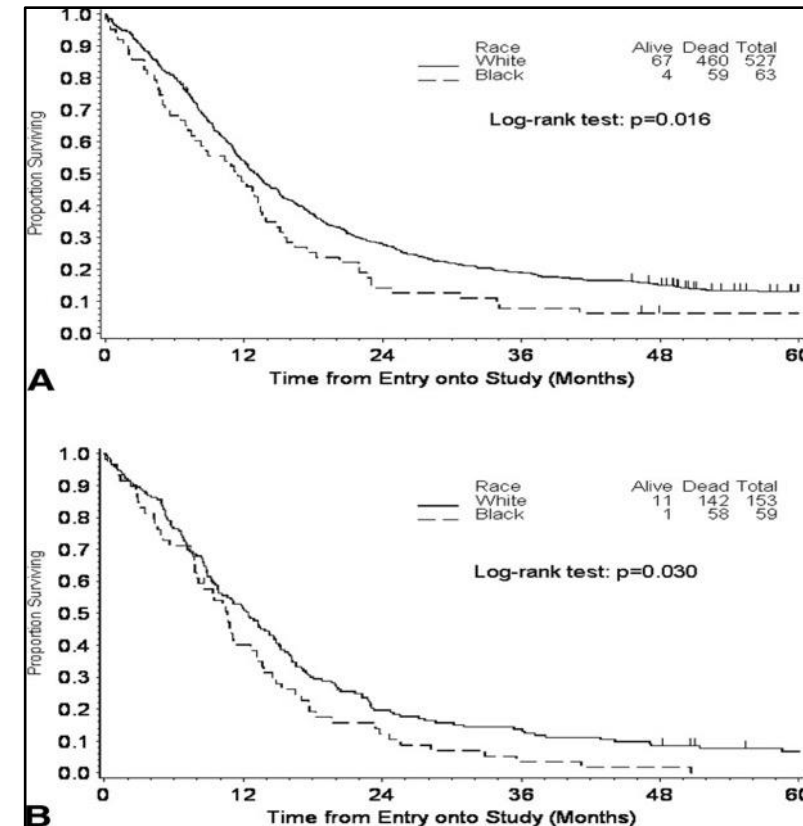 1.0
0.9
0.8
0.7
0.6
0.5
0.4
0.3
0.2
0.1
0.0
Proportion Surviving
Race Alive Dead Total
White 67 460 527
Black 4 59 63
Log-rank test: p=0.016
0 12 24 36 48 60
Time from Entry onto Study (Months)
A
1.0
0.9
0.8
0.7
0.6
0.5
0.4
0.3
0.2
0.1
0.0
Proportion Surviving
Race Alive Dead Total
White 11 142 153
Black 1 58 59
Log-rank test: p=0.030
0 12 24 36 48 60
Time from Entry onto Study (Months)
B